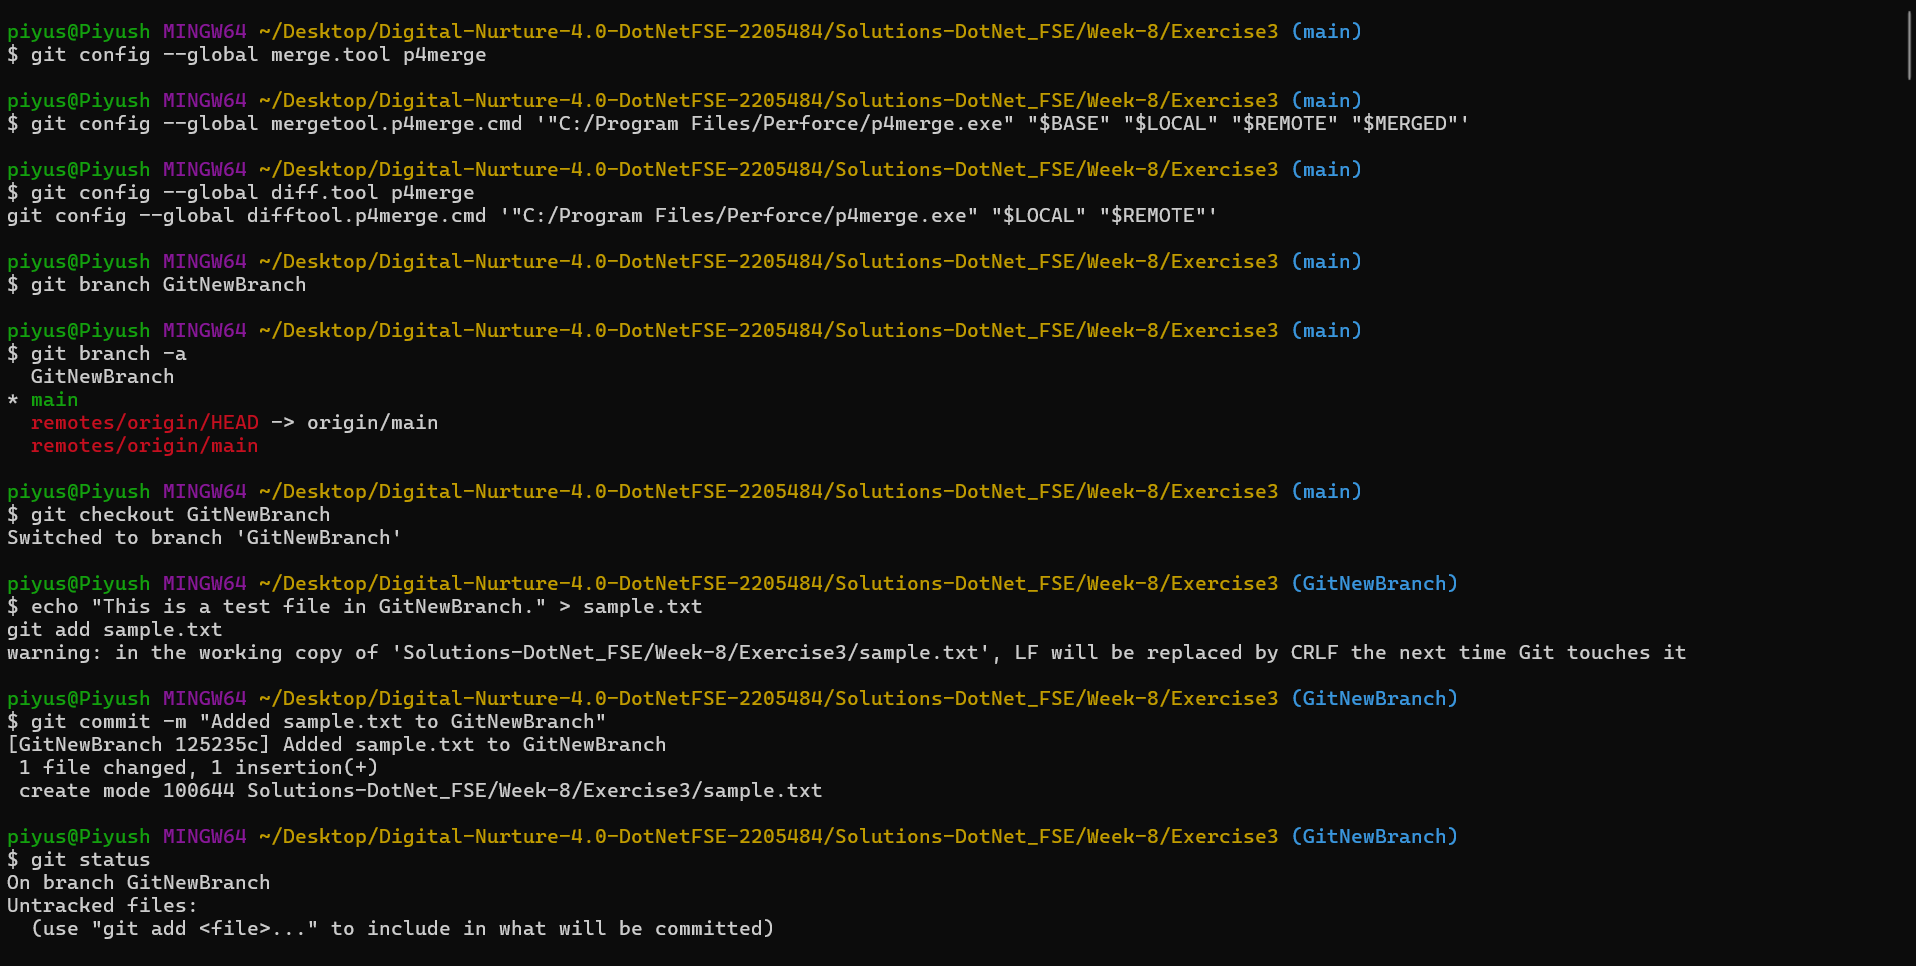 piyus@Piyush MINGW64 ~/Desktop/Digital-Nurture-4.0-DotNetFSE-2205484/Solutions-DotNet_FSE/Week-8/Exercise3 (main)
$ git config --global merge.tool p4merge
piyus@Piyush MINGW64 ~/Desktop/Digital-Nurture-4.0-DotNetFSE-2205484/Solutions-DotNet_FSE/Week-8/Exercise3 (main)
$ git config --global mergetool.p4merge.cmd '"C:/Program Files/Perforce/p4merge.exe" "$BASE" "$LOCAL" "$REMOTE" "$MERGED"'
piyus@Piyush MINGW64 ~/Desktop/Digital-Nurture-4.0-DotNetFSE-2205484/Solutions-DotNet_FSE/Week-8/Exercise3 (main)
$ git config --global diff.tool p4merge
git config --global difftool.p4merge.cmd '"C:/Program Files/Perforce/p4merge.exe" "$LOCAL" "$REMOTE"'
piyus@Piyush MINGW64 ~/Desktop/Digital-Nurture-4.0-DotNetFSE-2205484/Solutions-DotNet_FSE/Week-8/Exercise3 (main)
$ git branch GitNewBranch
piyus@Piyush MINGW64 ~/Desktop/Digital-Nurture-4.0-DotNetFSE-2205484/Solutions-DotNet_FSE/Week-8/Exercise3 (main)
$ git branch -a
  GitNewBranch
* main
  remotes/origin/HEAD -> origin/main
  remotes/origin/main
piyus@Piyush MINGW64 ~/Desktop/Digital-Nurture-4.0-DotNetFSE-2205484/Solutions-DotNet_FSE/Week-8/Exercise3 (main)
$ git checkout GitNewBranch
Switched to branch 'GitNewBranch'
piyus@Piyush MINGW64 ~/Desktop/Digital-Nurture-4.0-DotNetFSE-2205484/Solutions-DotNet_FSE/Week-8/Exercise3 (GitNewBranch)
$ echo "This is a test file in GitNewBranch." > sample.txt
git add sample.txt
warning: in the working copy of 'Solutions-DotNet_FSE/Week-8/Exercise3/sample.txt', LF will be replaced by CRLF the next time Git touches it
piyus@Piyush MINGW64 ~/Desktop/Digital-Nurture-4.0-DotNetFSE-2205484/Solutions-DotNet_FSE/Week-8/Exercise3 (GitNewBranch)
$ git commit -m "Added sample.txt to GitNewBranch"
[GitNewBranch 125235c] Added sample.txt to GitNewBranch
 1 file changed, 1 insertion(+)
 create mode 100644 Solutions-DotNet_FSE/Week-8/Exercise3/sample.txt
piyus@Piyush MINGW64 ~/Desktop/Digital-Nurture-4.0-DotNetFSE-2205484/Solutions-DotNet_FSE/Week-8/Exercise3 (GitNewBranch)
$ git status
On branch GitNewBranch
Untracked files:
  (use "git add <file>..." to include in what will be committed)